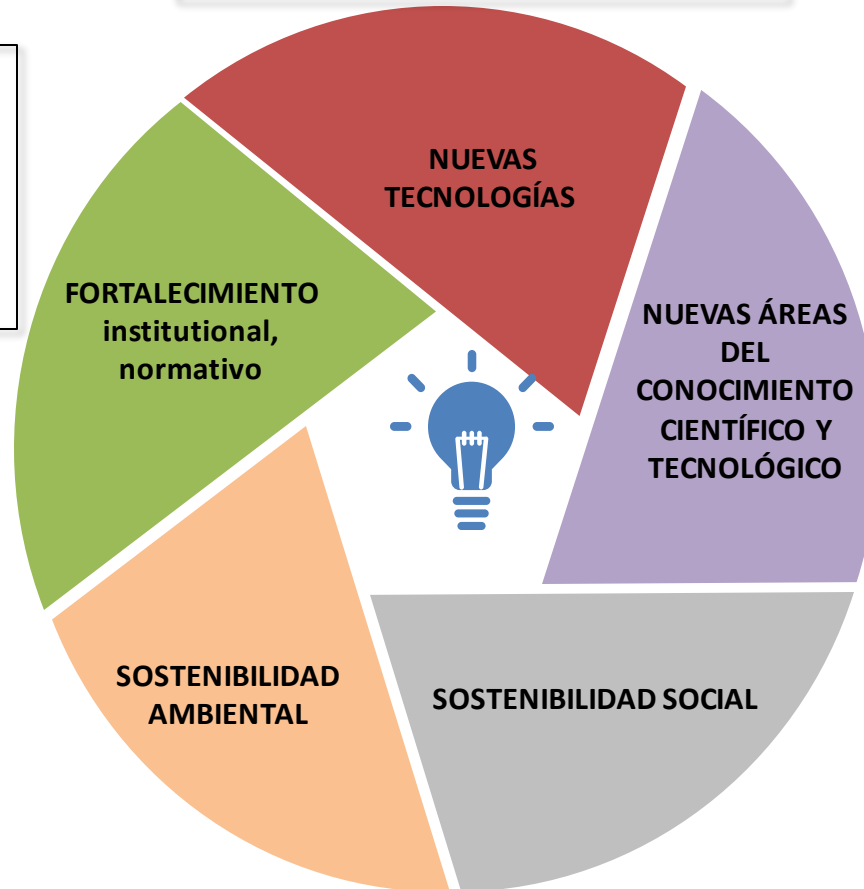 NUEVAS
TECNOLOGÍAS
FORTALECIMIENTO
institutional,
normativo
NUEVAS ÁREAS
DEL
CONOCIMIENTO
CIENTÍFICO Y
TECNOLÓGICO
SOSTENIBILIDAD
AMBIENTAL
SOSTENIBILIDAD SOCIAL